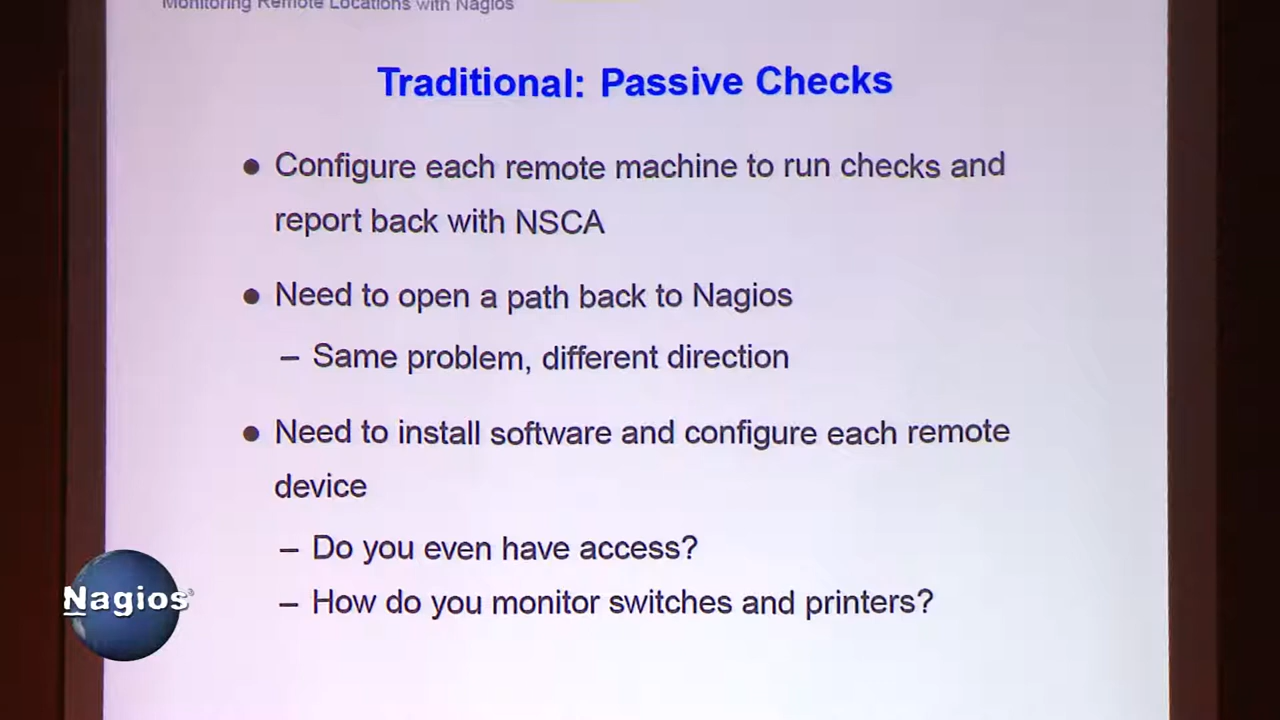 Monitoring Remote Locations with Nagios
Traditional: Passive Checks
● Configure each remote machine to run checks and
report back with NSCA
● Need to open a path back to Nagios
– Same problem, different direction
● Need to install software and configure each remote
device
– Do you even have access?
– How do you monitor switches and printers?
Nagios®